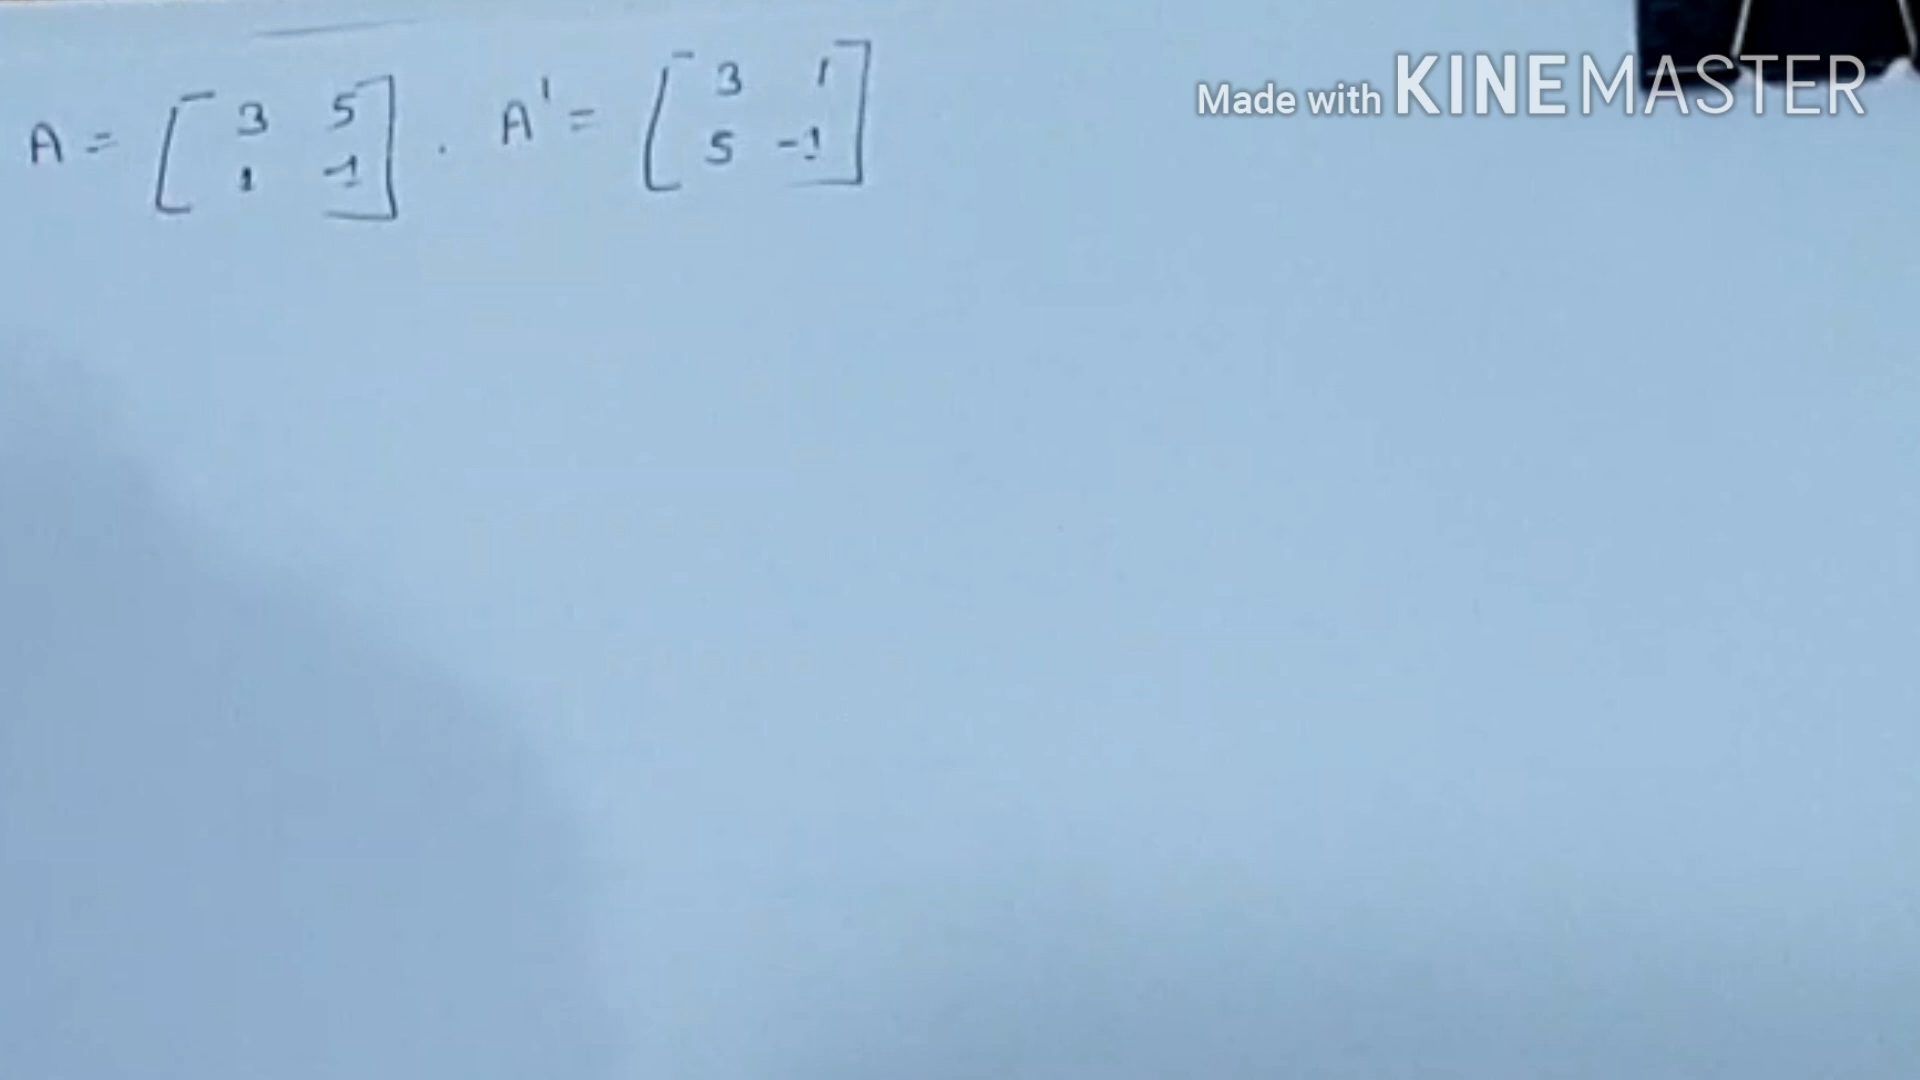 A = [ 3 5 ] . A' = [ 3 1 ]
1 -1 5 -1
Made with KINEMASTER